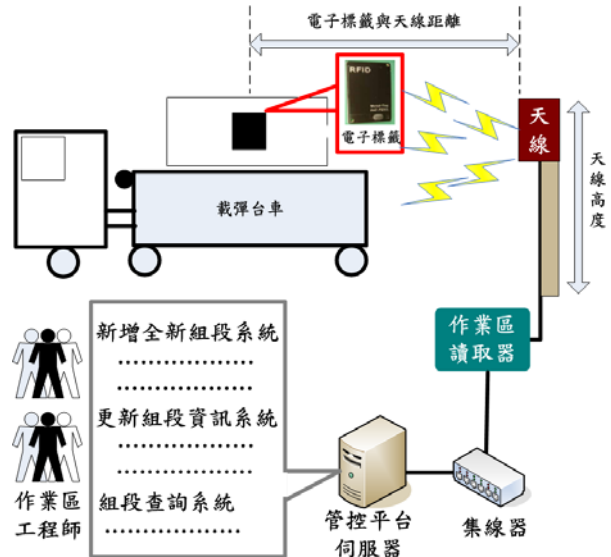 電子標籤與天線距離
RFID
電子標籤
天
線
天
線
高
度
載彈台車
新增全新組段系統
..................
..................
更新組段資訊系統
..................
..................
組段查詢系統
..................
作業區
讀取器
作業區
工程師
管控平台
伺服器
集線器